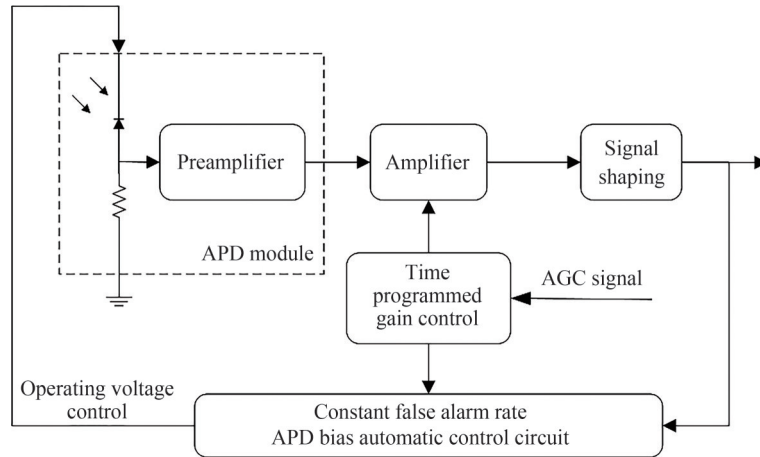 Preamplifier
Amplifier
Signal
shaping
APD module
Time
programmed
gain control
AGC signal
Operating voltage
control
Constant false alarm rate
APD bias automatic control circuit